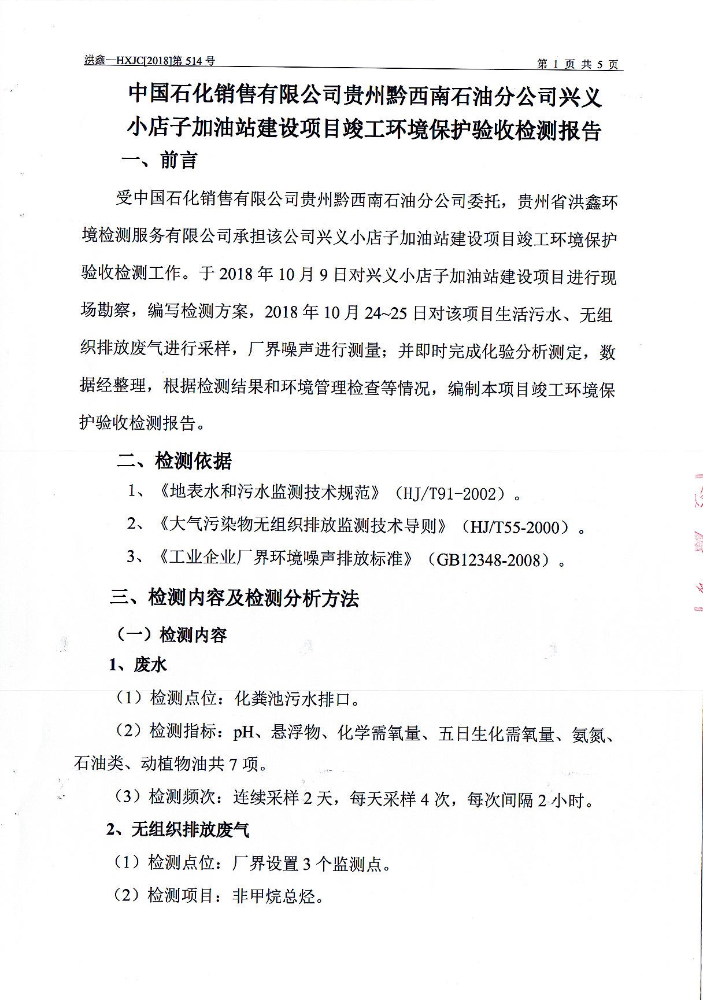 洪鑫—HXJC[2018]第 514 号
第 1 页 共 5 页
中国石化销售有限公司贵州黔西南石油分公司兴义
小店子加油站建设项目竣工环境保护验收检测报告
一、前言
受中国石化销售有限公司贵州黔西南石油分公司委托，贵州省洪鑫环
境检测服务有限公司承担该公司兴义小店子加油站建设项目竣工环境保护
验收检测工作。于 2018 年 10 月 9 日对兴义小店子加油站建设项目进行现
场勘察，编写检测方案，2018 年 10 月 24~25 日对该项目生活污水、无组
织排放废气进行采样，厂界噪声进行测量；并即时完成化验分析测定，数
据经整理，根据检测结果和环境管理检查等情况，编制本项目竣工环境保
护验收检测报告。
二、检测依据
1、《地表水和污水监测技术规范》（HJ/T91-2002）。
2、《大气污染物无组织排放监测技术导则》（HJ/T55-2000）。
3、《工业企业厂界环境噪声排放标准》（GB12348-2008）。
三、检测内容及检测分析方法
（一）检测内容
1、废水
（1）检测点位：化粪池污水排口。
（2）检测指标：pH、悬浮物、化学需氧量、五日生化需氧量、氨氮、
石油类、动植物油共 7 项。
（3）检测频次：连续采样 2 天，每天采样 4 次，每次间隔 2 小时。
2、无组织排放废气
（1）检测点位：厂界设置 3 个监测点。
（2）检测项目：非甲烷总烃。